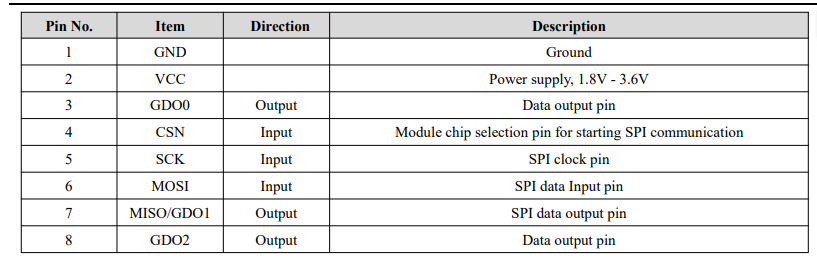 Pin No. Item Direction Description
1 GND Ground
2 VCC Power supply, 1.8V - 3.6V
3 GDO0 Output Data output pin
4 CSN Input Module chip selection pin for starting SPI communication
5 SCK Input SPI clock pin
6 MOSI Input SPI data Input pin
7 MISO/GDO1 Output SPI data output pin
8 GDO2 Output Data output pin